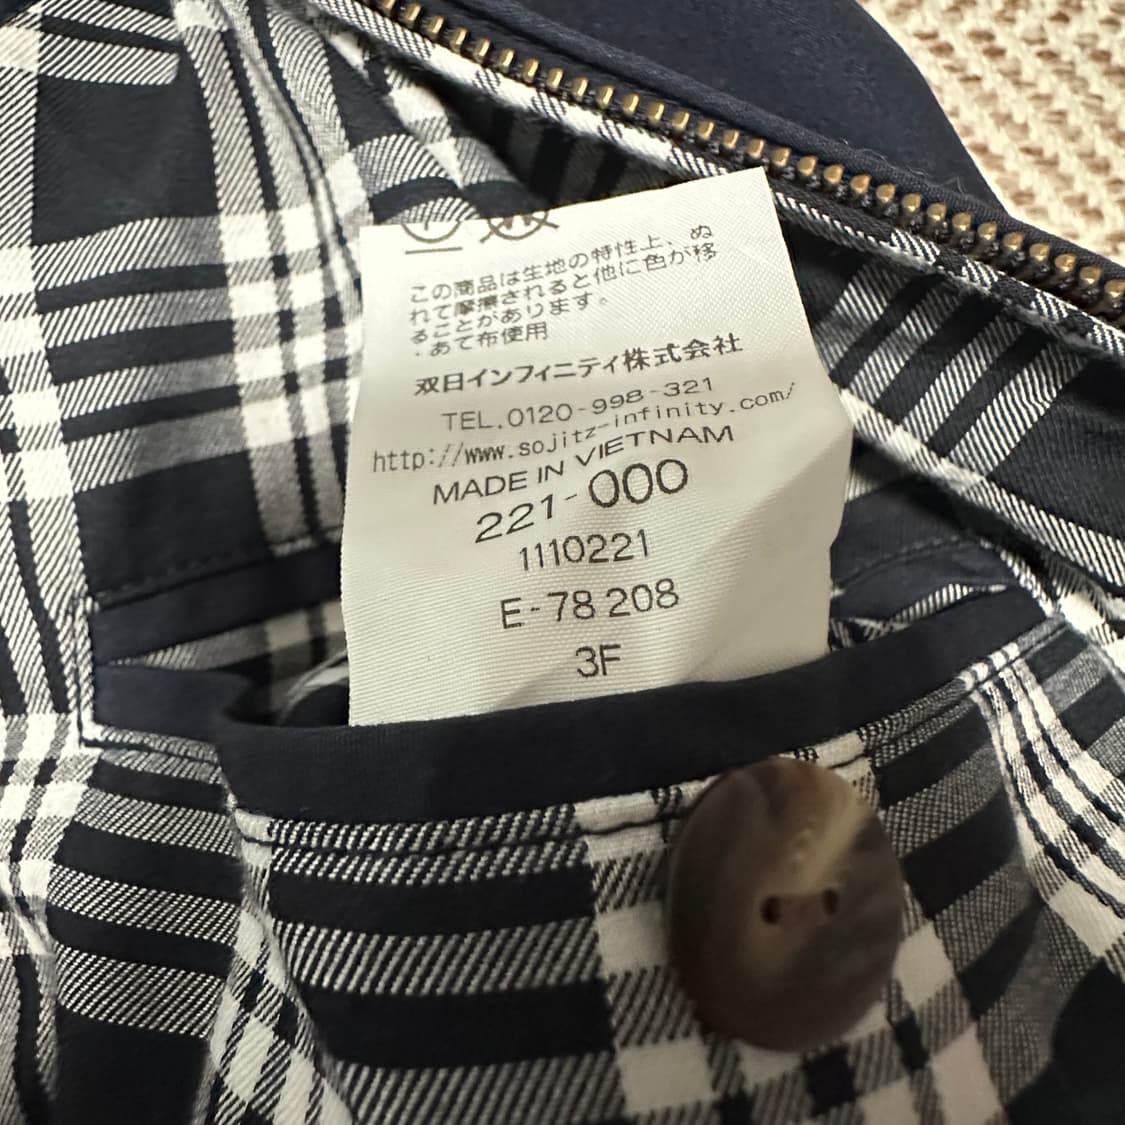 この商品は生地の特性上、ぬ
れて摩擦されると他に色が移
ることがあります。
・あて布使用
双日インフィニティ株式会社
TEL.0120-998-321
http://www.sojitz-infinity.com/
MADE IN VIETNAM
221-000
1110221
E-78208
3F